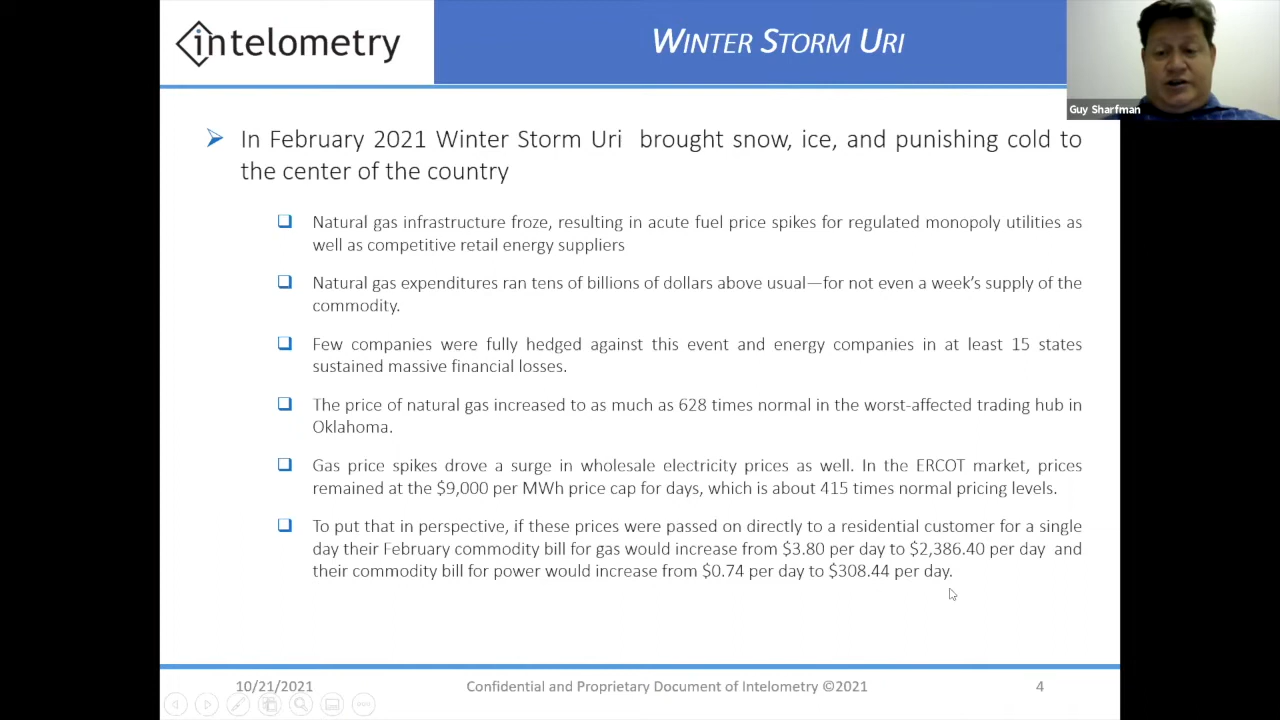 intelometry
WINTER STORM URI
Guy Sharfman
In February 2021 Winter Storm Uri brought snow, ice, and punishing cold to
the center of the country
Natural gas infrastructure froze, resulting in acute fuel price spikes for regulated monopoly utilities as
well as competitive retail energy suppliers
Natural gas expenditures ran tens of billions of dollars above usual—for not even a week's supply of the
commodity.
Few companies were fully hedged against this event and energy companies in at least 15 states
sustained massive financial losses.
The price of natural gas increased to as much as 628 times normal in the worst-affected trading hub in
Oklahoma.
Gas price spikes drove a surge in wholesale electricity prices as well. In the ERCOT market, prices
remained at the $9,000 per MWh price cap for days, which is about 415 times normal pricing levels.
To put that in perspective, if these prices were passed on directly to a residential customer for a single
day their February commodity bill for gas would increase from $3.80 per day to $2,386.40 per day and
their commodity bill for power would increase from $0.74 per day to $308.44 per day.
10/21/2021
Confidential and Proprietary Document of Intelometry ©2021
4